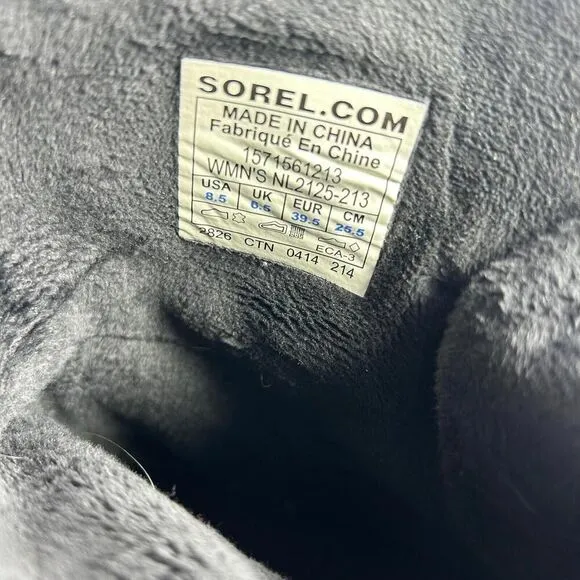 SOREL.COM
MADE IN CHINA
Fabriqué En Chine
1571561213
WMN'S NL2125-213
USA UK EUR CM
8.5 6.5 39.5 25.5
ECA-3
2826 CTN 0414 214